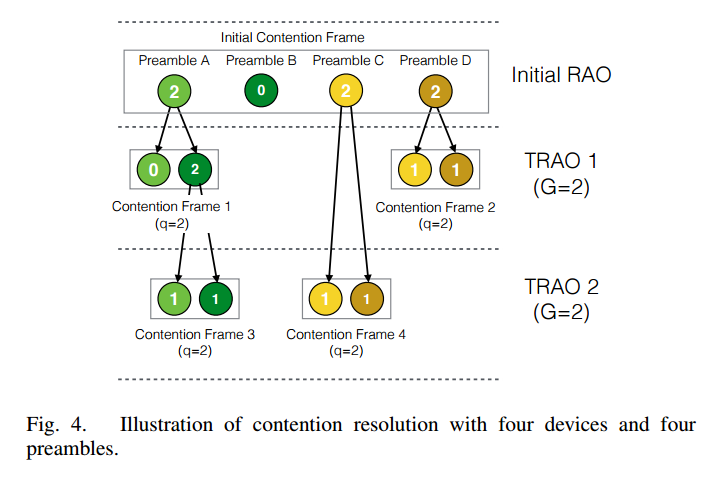 Initial Contention Frame
Preamble A Preamble B Preamble C Preamble D
2 0 2 2
Initial RAO
0 2 1 1
TRAO 1
(G=2)
Contention Frame 1
(q=2)
Contention Frame 2
(q=2)
1 1 1 1
TRAO 2
(G=2)
Contention Frame 3
(q=2)
Contention Frame 4
(q=2)
Fig. 4. Illustration of contention resolution with four devices and four
preambles.